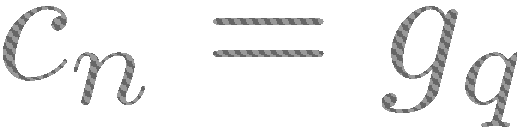 $c_n = g_q$